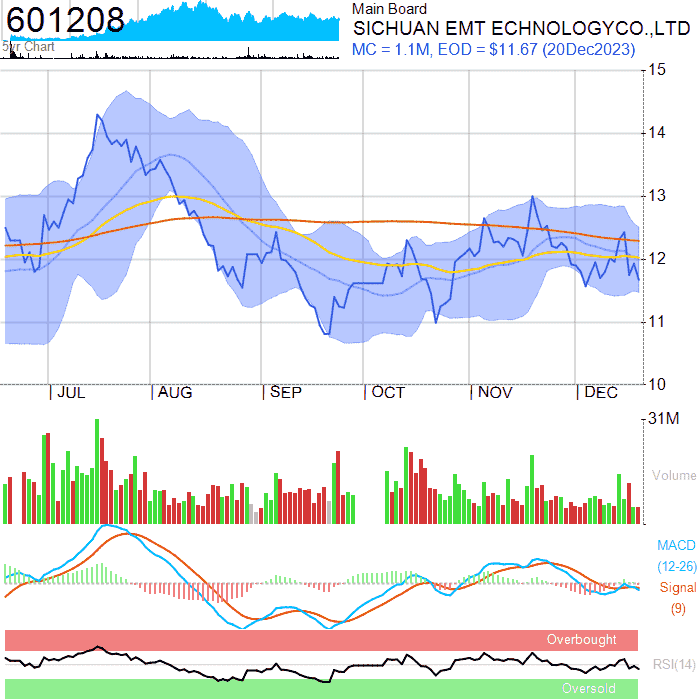 601208
5yr Chart
Main Board
SICHUAN EMT ECHNOLOGYCO.,LTD
MC = 1.1M, EOD = $11.67 (20Dec2023)
15
14
13
12
11
10
JUL AUG SEP OCT NOV DEC
31M
Volume
MACD
(12-26)
Signal
(9)
Overbought
RSI(14)
Oversold